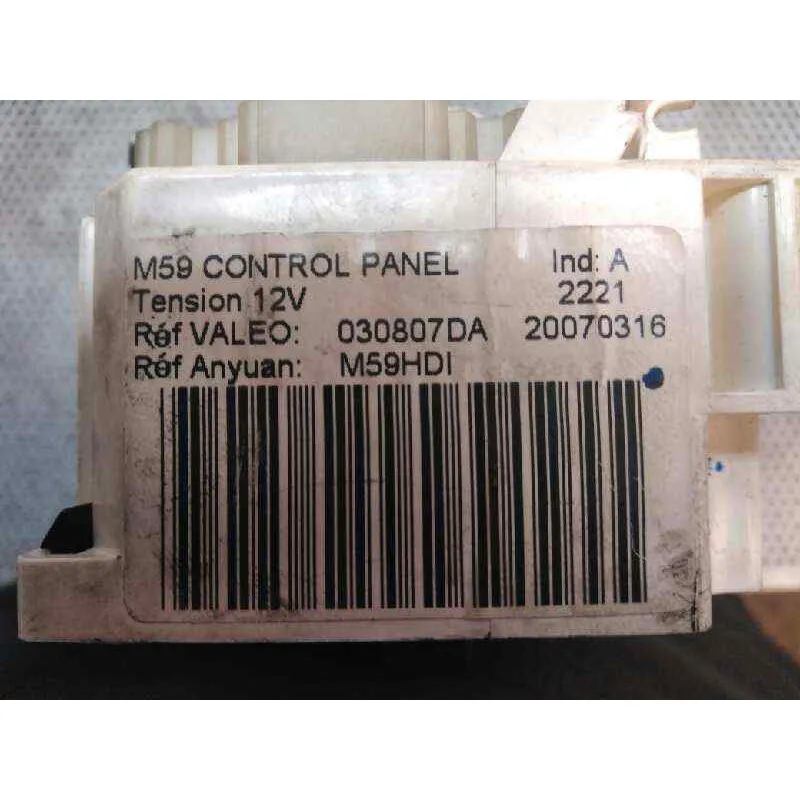 M59 CONTROL PANEL Ind: A
Tension 12V 2221
Réf VALEO: 030807DA 20070316
Réf Anyuan: M59HDI